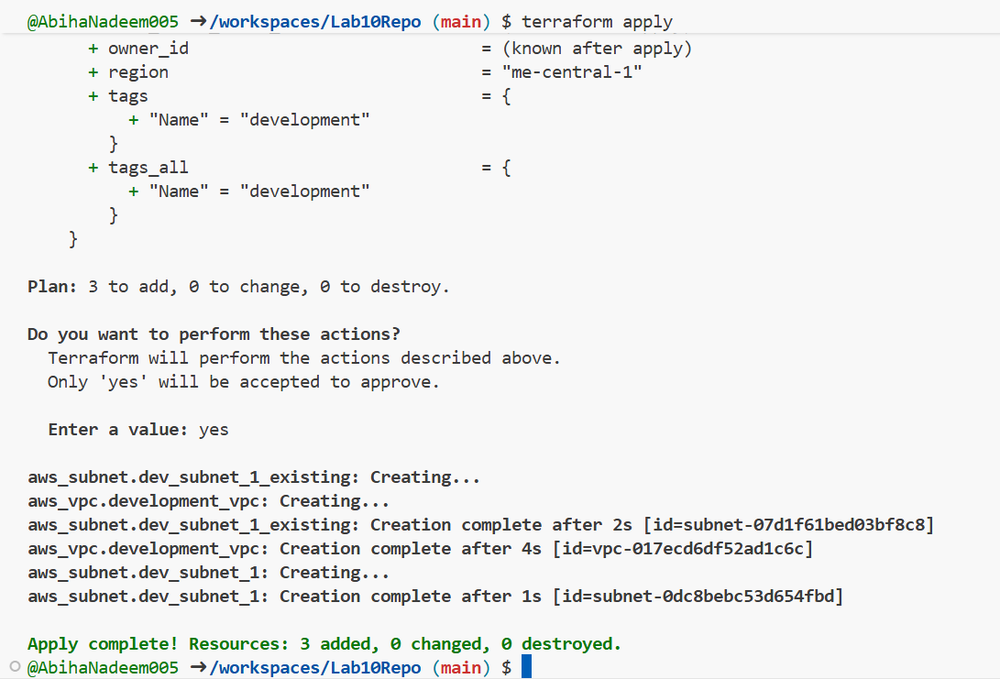 @AbihaNadeem005 ➜/workspaces/Lab10Repo (main) $ terraform apply
+ owner_id = (known after apply)
+ region = "me-central-1"
+ tags = {
+ "Name" = "development"
}
+ tags_all = {
+ "Name" = "development"
}
}
Plan: 3 to add, 0 to change, 0 to destroy.
Do you want to perform these actions?
Terraform will perform the actions described above.
Only 'yes' will be accepted to approve.
Enter a value: yes
aws_subnet.dev_subnet_1_existing: Creating...
aws_vpc.development_vpc: Creating...
aws_subnet.dev_subnet_1_existing: Creation complete after 2s [id=subnet-07d1f61bed03bf8c8]
aws_vpc.development_vpc: Creation complete after 4s [id=vpc-017ecd6df52ad1c6c]
aws_subnet.dev_subnet_1: Creating...
aws_subnet.dev_subnet_1: Creation complete after 1s [id=subnet-0dc8bebc53d654fbd]
Apply complete! Resources: 3 added, 0 changed, 0 destroyed.
@AbihaNadeem005 ➜/workspaces/Lab10Repo (main) $